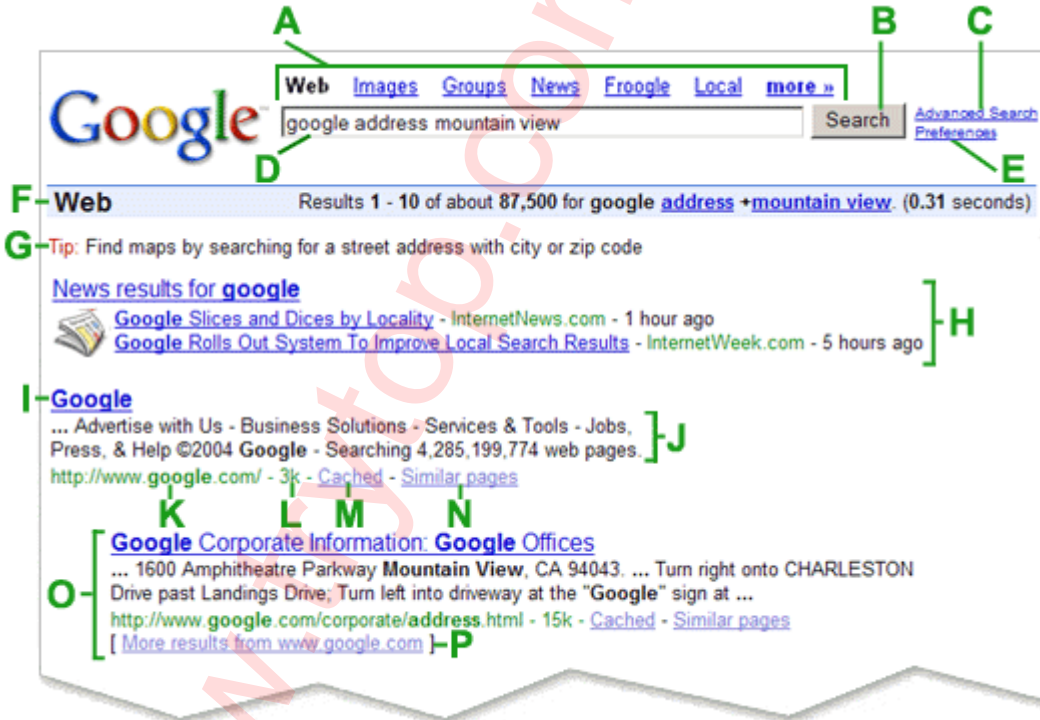 A B C
Web Images Groups News Froogle Local more »
Google™
google address mountain view Search Advanced Search
Preferences
D E
F Web Results 1 - 10 of about 87,500 for google address +mountain view. (0.31 seconds)
G Tip: Find maps by searching for a street address with city or zip code
News results for google
Google Slices and Dices by Locality - InternetNews.com - 1 hour ago
H
Google Rolls Out System To Improve Local Search Results - InternetWeek.com - 5 hours ago
I Google
... Advertise with Us - Business Solutions - Services & Tools - Jobs,
J
Press, & Help ©2004 Google - Searching 4,285,199,774 web pages.
http://www.google.com/ - 3k - Cached - Similar pages
K L M N
Google Corporate Information: Google Offices
... 1600 Amphitheatre Parkway Mountain View, CA 94043. ... Turn right onto CHARLESTON
O Drive past Landings Drive; Turn left into driveway at the "Google" sign at ...
http://www.google.com/corporate/address.html - 15k - Cached - Similar pages
[ More results from www.google.com ] P
w.trytop.com